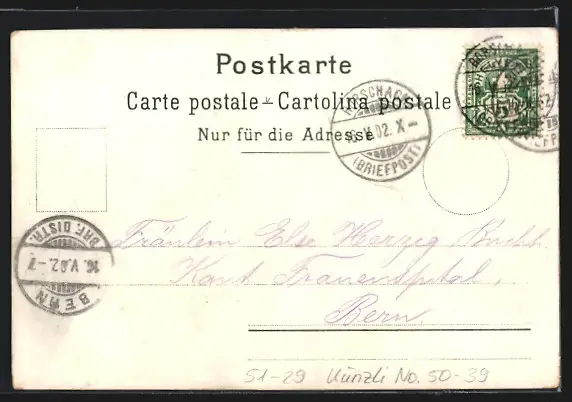 Postkarte
Carte postale - Cartolina postale
Nur für die Adresse
RORSCHACH
16. V. 02. X-
(BRIEFPOST)
BRF. DISTR.
16. V. 02. -7
BERN
Fräulein Else Herzig
Kant. Frauenspital,
Bern.
51-29 Künzli No. 50-39